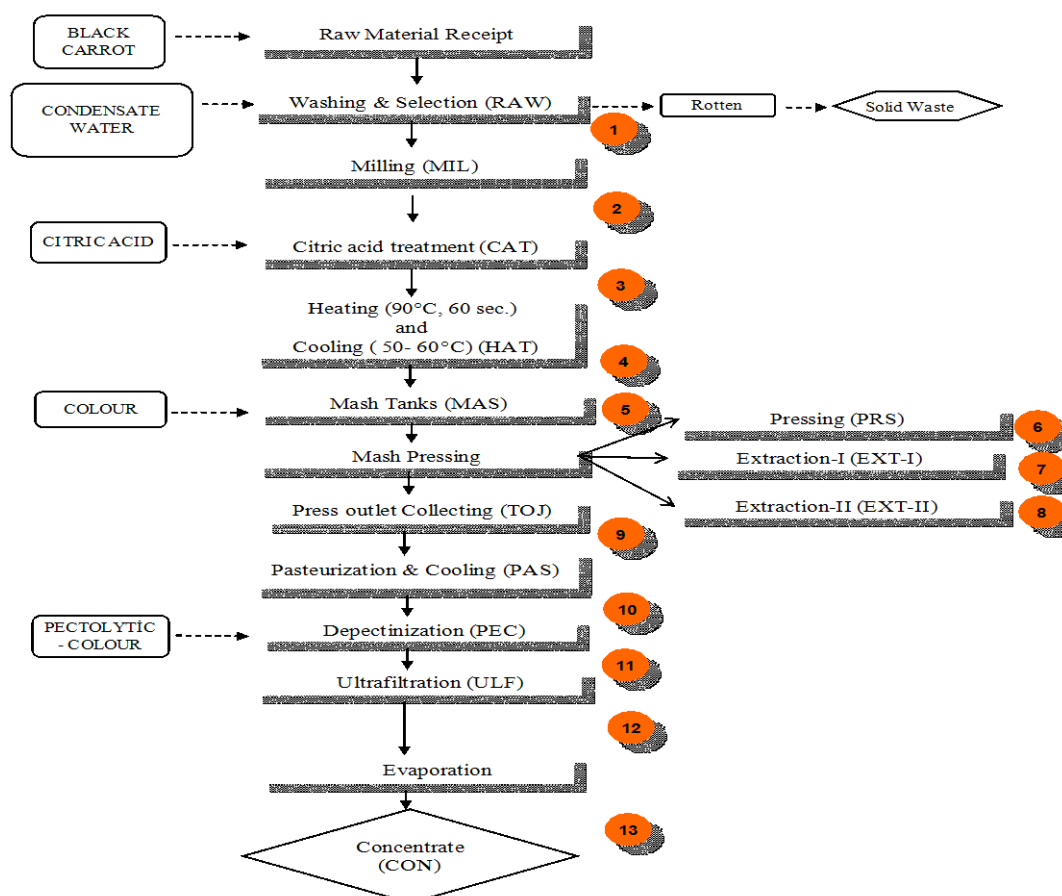 BLACK
CARROT
Raw Material Receipt
CONDENSATE
WATER
Washing & Selection (RAW)
Rotten
Solid Waste
1
Milling (MIL)
2
CITRIC ACID
Citric acid treatment (CAT)
3
Heating (90°C, 60 sec.)
and
Cooling ( 50- 60°C) (HAT)
4
COLOUR
Mash Tanks (MAS)
5
Pressing (PRS)
6
Mash Pressing
Extraction-I (EXT-I)
7
Extraction-II (EXT-II)
8
Press outlet Collecting (TOJ)
9
Pasteurization & Cooling (PAS)
10
PECTOLYTİC
- COLOUR
Depectinization (PEC)
11
Ultrafiltration (ULF)
12
Evaporation
13
Concentrate
(CON)